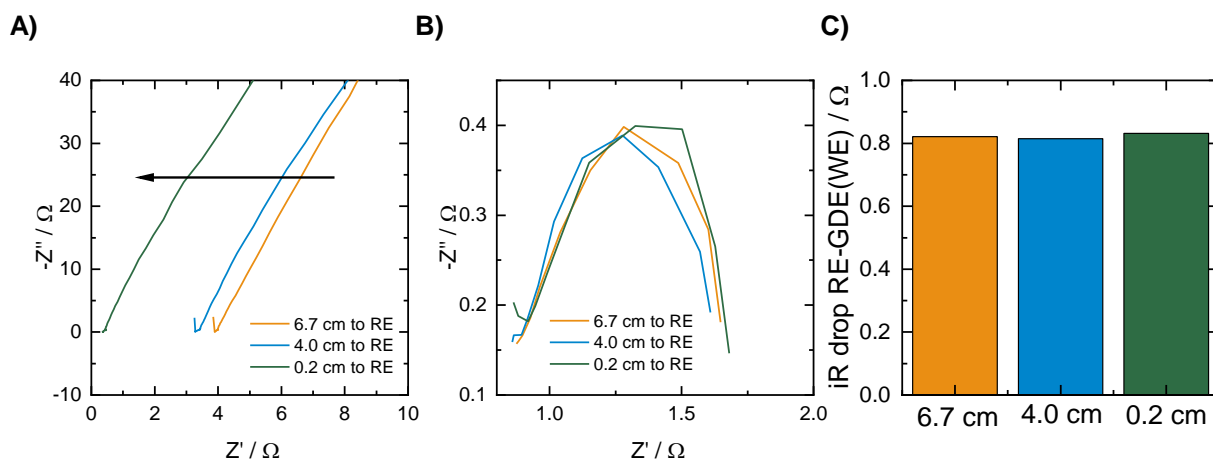 A)
B)
C)
-Z'' / Ω
40
30
20
10
0
-10
0
2
4
6
8
10
Z' / Ω
6.7 cm to RE
4.0 cm to RE
0.2 cm to RE
-Z'' / Ω
0.4
0.3
0.2
0.1
1.0
1.5
2.0
Z' / Ω
6.7 cm to RE
4.0 cm to RE
0.2 cm to RE
iR drop RE-GDE(WE) / Ω
1.0
0.8
0.6
0.4
0.2
0.0
6.7 cm
4.0 cm
0.2 cm